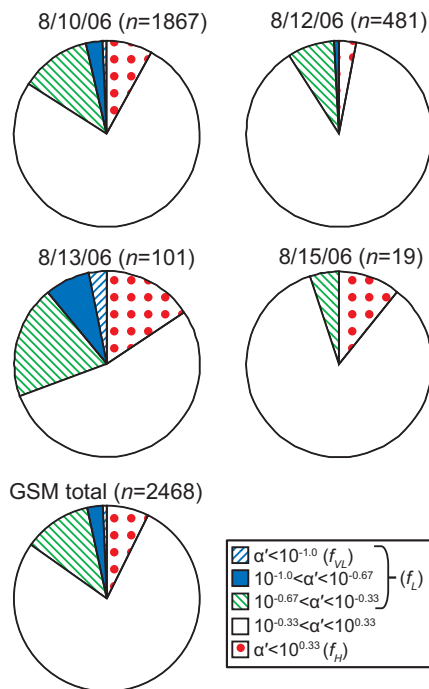 8/10/06 (n=1867)
8/12/06 (n=481)
8/13/06 (n=101)
8/15/06 (n=19)
GSM total (n=2468)
α′<10^-1.0 (f_VL)
10^-1.0<α′<10^-0.67
10^-0.67<α′<10^-0.33
(f_L)
10^-0.33<α′<10^0.33
α′<10^0.33 (f_H)